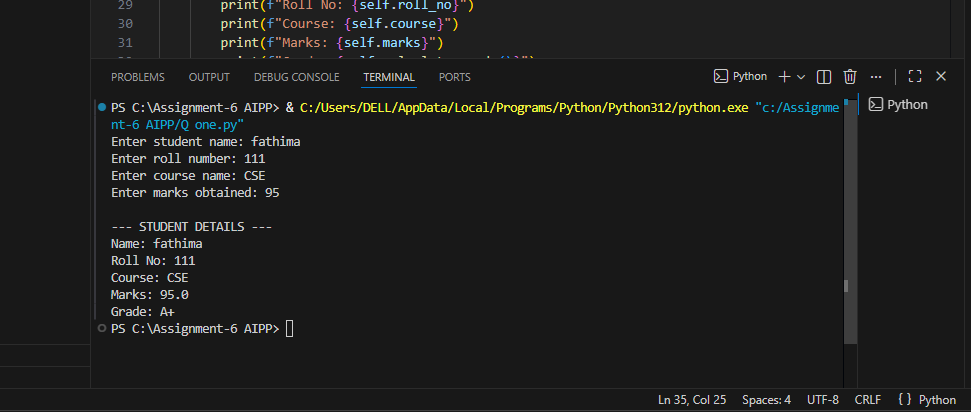 29 print(f"Roll No: {self.roll_no}")
30 print(f"Course: {self.course}")
31 print(f"Marks: {self.marks}")
PROBLEMS OUTPUT DEBUG CONSOLE TERMINAL PORTS Python
PS C:\Assignment-6 AIPP> & C:/Users/DELL/AppData/Local/Programs/Python/Python312/python.exe "c:/Assignme
nt-6 AIPP/Q one.py"
Python
Enter student name: fathima
Enter roll number: 111
Enter course name: CSE
Enter marks obtained: 95
--- STUDENT DETAILS ---
Name: fathima
Roll No: 111
Course: CSE
Marks: 95.0
Grade: A+
PS C:\Assignment-6 AIPP>
Ln 35, Col 25 Spaces: 4 UTF-8 CRLF { } Python